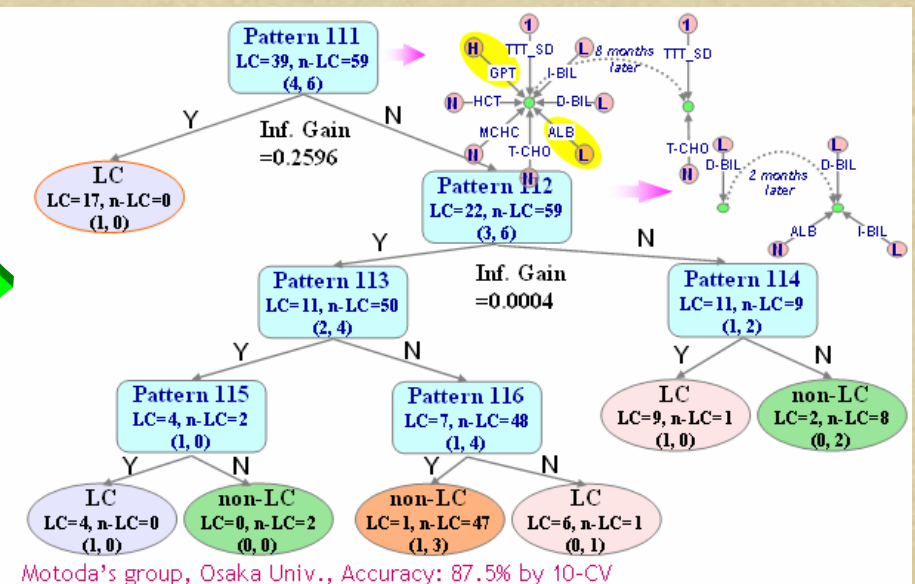 Pattern 111
LC=39, n-LC=59
(4, 6)
Y
N
Inf. Gain
=0.2596
LC
LC=17, n-LC=0
(1, 0)
1
TTT_SD
H
GPT
L
I-BIL
8 months
later
1
TTT_SD
N
HCT
D-BIL
L
MCHC
N
T-CHO
N
ALB
L
T-CHO
N
L
D-BIL
2 months
later
L
D-BIL
ALB
N
I-BIL
L
Pattern 112
LC=22, n-LC=59
(3, 6)
Y
N
Inf. Gain
=0.0004
Pattern 113
LC=11, n-LC=50
(2, 4)
Pattern 114
LC=11, n-LC=9
(1, 2)
Y
N
Y
N
Pattern 115
LC=4, n-LC=2
(1, 0)
Pattern 116
LC=7, n-LC=48
(1, 4)
LC
LC=9, n-LC=1
(1, 0)
non-LC
LC=2, n-LC=8
(0, 2)
Y
N
Y
N
LC
LC=4, n-LC=0
(1, 0)
non-LC
LC=0, n-LC=2
(0, 0)
non-LC
LC=1, n-LC=47
(1, 3)
LC
LC=6, n-LC=1
(0, 1)
Motoda's group, Osaka Univ., Accuracy: 87.5% by 10-CV